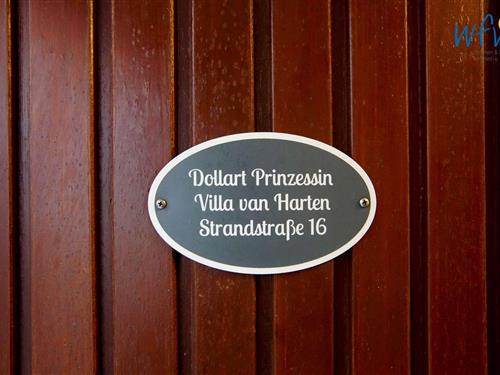 Dollart Prinzessin
Villa van Harten
Strandstraße 16